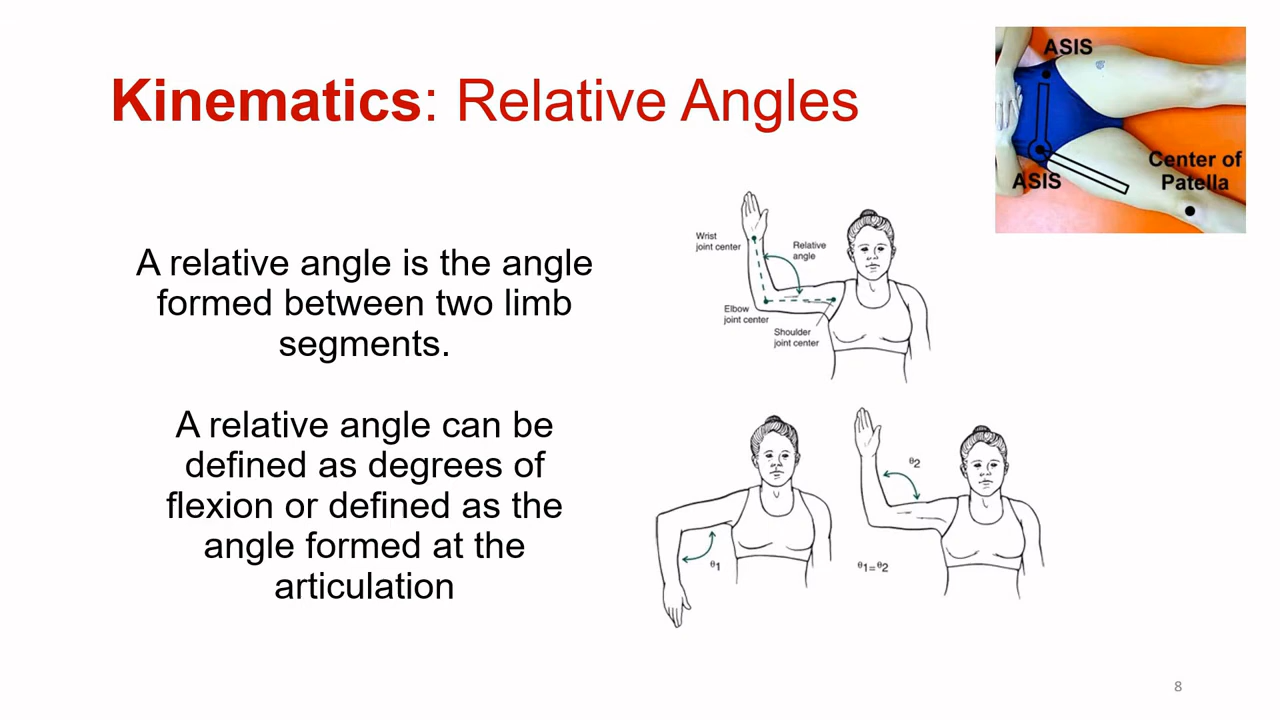 Kinematics: Relative Angles
A relative angle is the angle
formed between two limb
segments.
A relative angle can be
defined as degrees of
flexion or defined as the
angle formed at the
articulation
ASIS
ASIS
Center of
Patella
Wrist
joint center
Relative
angle
Elbow
joint center
Shoulder
joint center
θ1
θ2
θ1=θ2
8